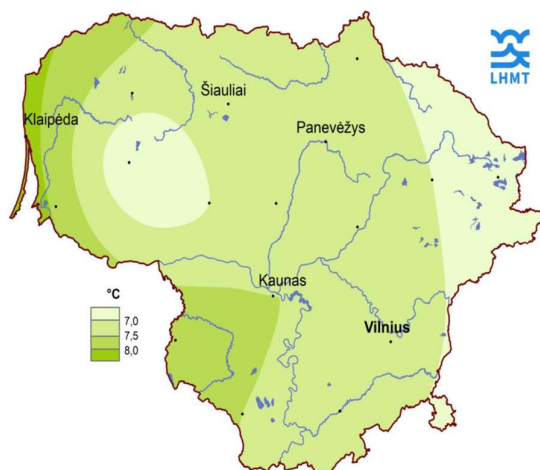 LHMT
Šiauliai
Klaipėda
Panevėžys
Kaunas
°C
7,0
7,5
8,0
Vilnius